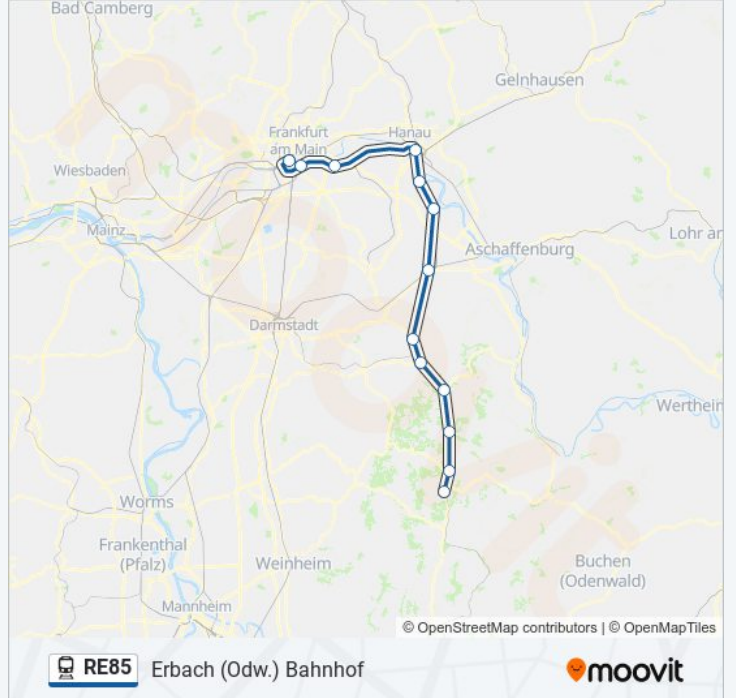 Bad Camberg
Gelnhausen
Frankfurt
am Main
Hanau
Wiesbaden
Mainz
Lohr am
Aschaffenburg
Darmstadt
Wertheim
Worms
Frankenthal
(Pfalz)
Weinheim
Buchen
(Odenwald)
Mannheim
© OpenStreetMap contributors | © OpenMapTiles
RE85 Erbach (Odw.) Bahnhof
moovit